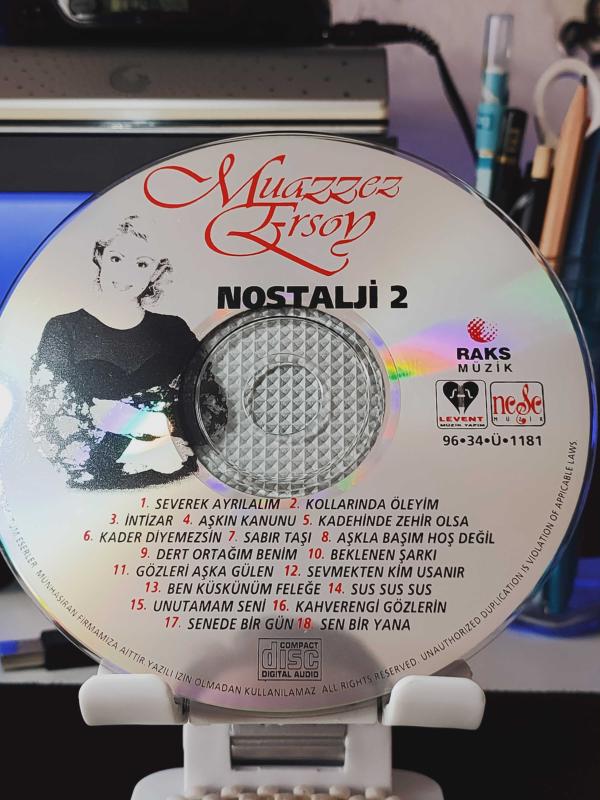 Muazzez
Ersoy
NOSTALJİ 2
RAKS
MÜZİK
LEVENT
MÜZİK YAPIM
neşe
MÜZİK
96•34•Ü•1181
1. SEVEREK AYRILALIM 2. KOLLARINDA ÖLEYİM
3. İNTİZAR 4. AŞKIN KANUNU 5. KADEHİNDE ZEHİR OLSA
6. KADER DİYEMEZSİN 7. SABIR TAŞI 8. AŞKLA BAŞIM HOŞ DEĞİL
9. DERT ORTAĞIM BENİM 10. BEKLENEN ŞARKI
11. GÖZLERİ AŞKA GÜLEN 12. SEVMEKTEN KİM USANIR
13. BEN KÜSKÜNÜM FELEĞE 14. SUS SUS SUS
15. UNUTAMAM SENİ 16. KAHVERENGİ GÖZLERİN
17. SENEDE BİR GÜN 18. SEN BİR YANA
COMPACT
disc
DIGITAL AUDIO
ESERLER MÜNHASIRAN FİRMAMIZA AİTTİR YAZILI İZİN OLMADAN KULLANILAMAZ ALL RIGHTS RESERVED. UNAUTHORIZED DUPLICATION IS VIOLATION OF APPICABLE LAWS